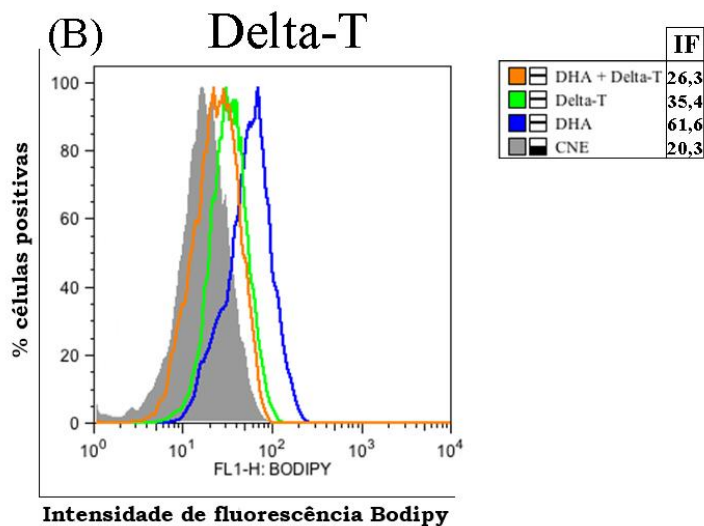 (B) Delta-T
IF
DHA + Delta-T 26,3
Delta-T 35,4
DHA 61,6
CNE 20,3
% células positivas
100
80
60
40
20
0
10^0 10^1 10^2 10^3 10^4
FL1-H: BODIPY
Intensidade de fluorescência Bodipy